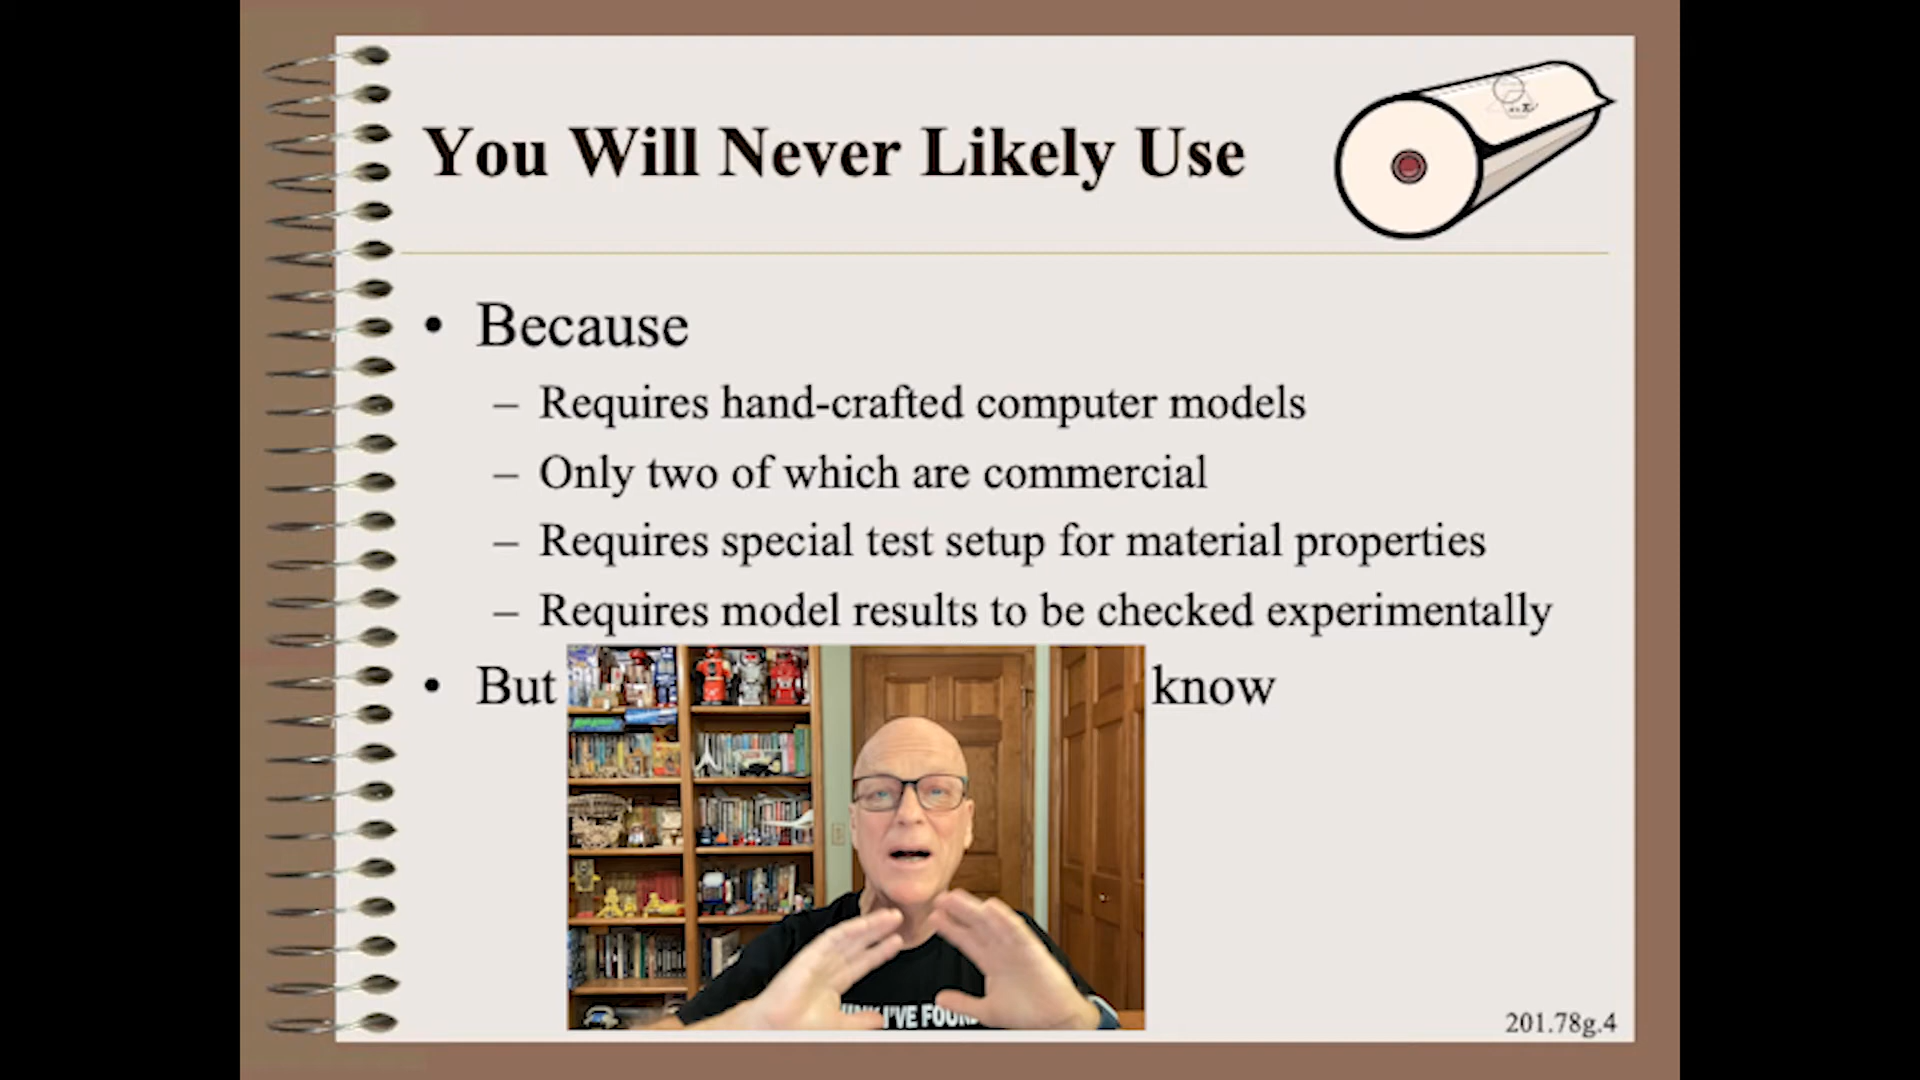 You Will Never Likely Use
• Because
– Requires hand-crafted computer models
– Only two of which are commercial
– Requires special test setup for material properties
– Requires model results to be checked experimentally
• But know
I'VE FOUN
201.78g.4